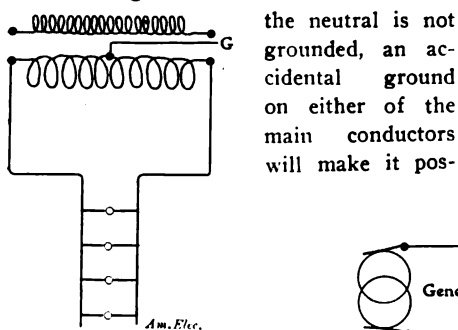 the neutral is not
grounded, an ac-
cidental ground
on either of the
main conductors
will make it pos-
G
Am. Elec.
Gene